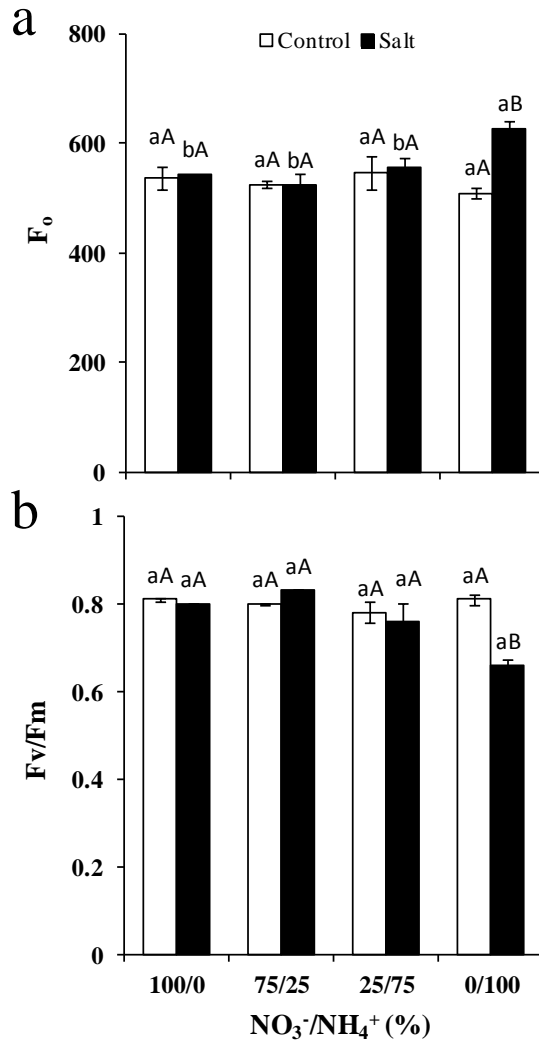 a
800
Control Salt
aA bA aA bA aA bA aA aB
600
400
200
0
F₀
b
1
aA aA aA aA aA aA aA aB
0.8
0.6
0.4
0.2
0
Fv/Fm
100/0 75/25 25/75 0/100
NO₃⁻/NH₄⁺ (%)